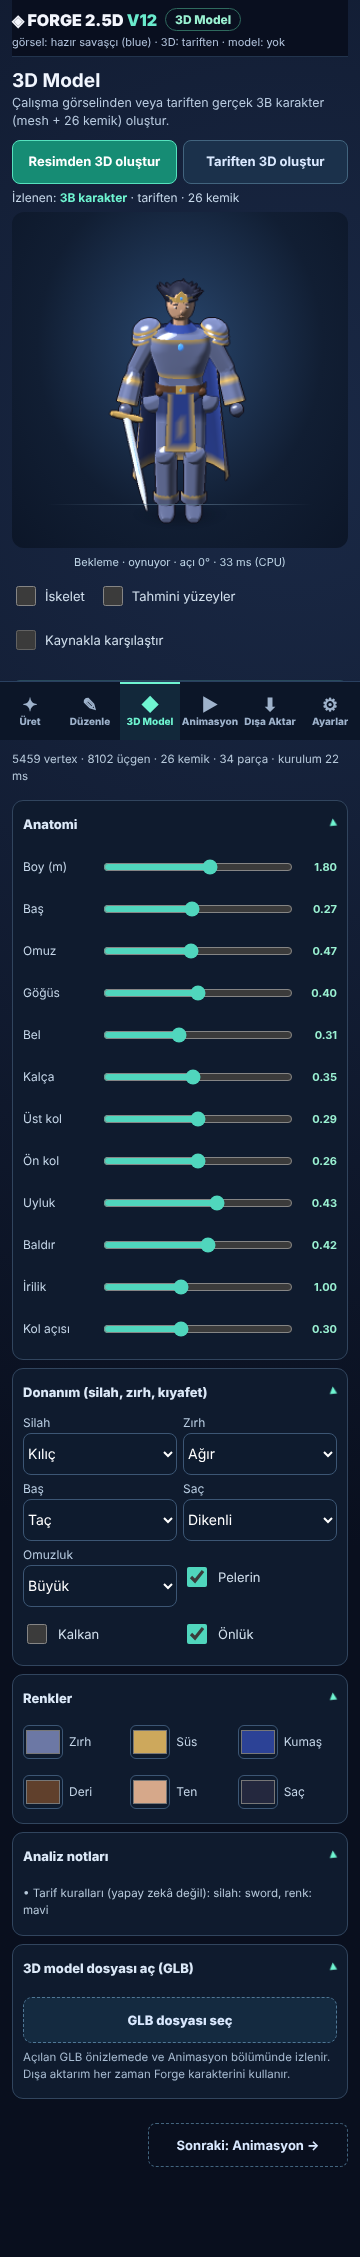 ◈ FORGE 2.5D V12 3D Model
görsel: hazır savaşçı (blue) · 3D: tariften · model: yok
3D Model
Çalışma görselinden veya tariften gerçek 3B karakter
(mesh + 26 kemik) oluştur.
Resimden 3D oluştur Tariften 3D oluştur
İzlenen: 3B karakter · tariften · 26 kemik
Bekleme · oynuyor · açı 0° · 33 ms (CPU)
İskelet Tahmini yüzeyler
Kaynakla karşılaştır
Üret Düzenle 3D Model Animasyon Dışa Aktar Ayarlar
5459 vertex · 8102 üçgen · 26 kemik · 34 parça · kurulum 22
ms
Anatomi
Boy (m) 1.80
Baş 0.27
Omuz 0.47
Göğüs 0.40
Bel 0.31
Kalça 0.35
Üst kol 0.29
Ön kol 0.26
Uyluk 0.43
Baldır 0.42
İrilik 1.00
Kol açısı 0.30
Donanım (silah, zırh, kıyafet)
Silah Zırh
Kılıç Ağır
Baş Saç
Taç Dikenli
Omuzluk
Büyük Pelerin
Kalkan Önlük
Renkler
Zırh Süs Kumaş
Deri Ten Saç
Analiz notları
• Tarif kuralları (yapay zekâ değil): silah: sword, renk:
mavi
3D model dosyası aç (GLB)
GLB dosyası seç
Açılan GLB önizlemede ve Animasyon bölümünde izlenir.
Dışa aktarım her zaman Forge karakterini kullanır.
Sonraki: Animasyon →